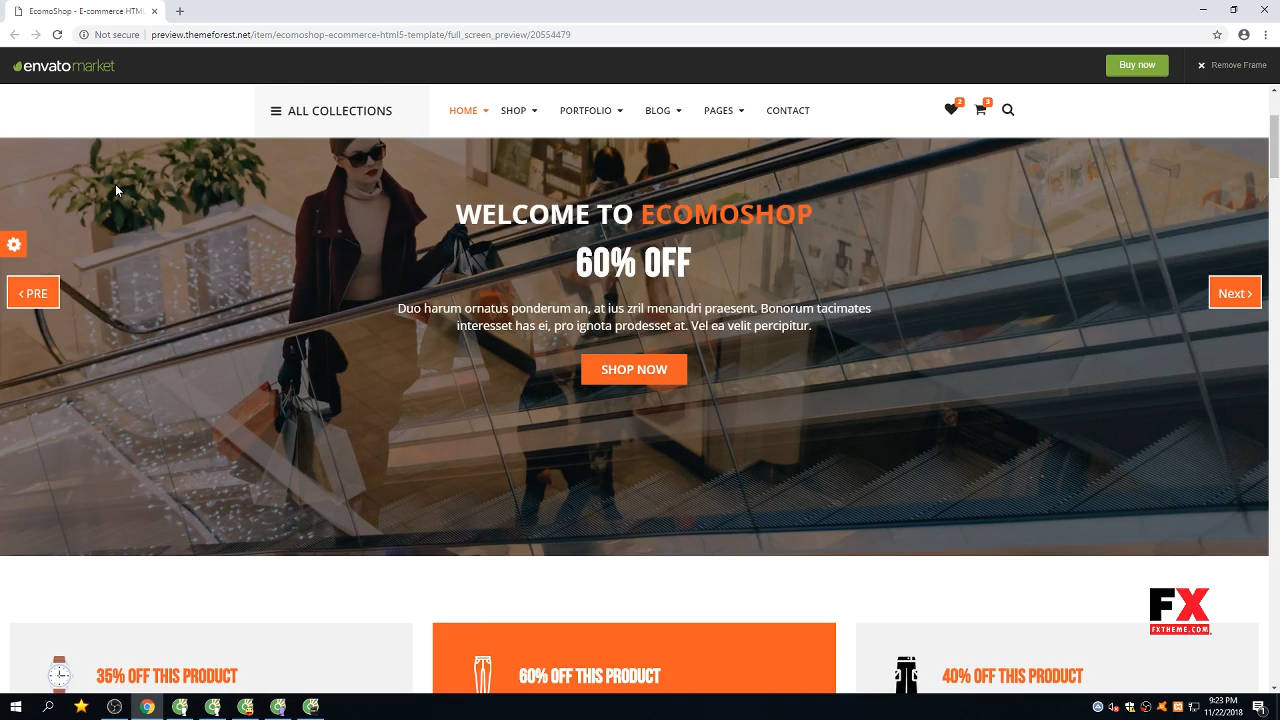 EcomoShop - Ecommerce HTML
Not secure | preview.themeforest.net/item/ecomoshop-ecommerce-html5-template/full_screen_preview/20554479
envatomarket
Buy now
Remove Frame
ALL COLLECTIONS
HOME
SHOP
PORTFOLIO
BLOG
PAGES
CONTACT
2
3
WELCOME TO ECOMOSHOP
60% OFF
PRE
Next
Duo harum ornatus ponderum an, at ius zril menandri praesent. Bonorum tacimates
interesset has ei, pro ignota prodesset at. Vel ea velit percipitur.
SHOP NOW
FX
FXTHEME.COM
35% OFF THIS PRODUCT
60% OFF THIS PRODUCT
40% OFF THIS PRODUCT
9:23 PM
11/22/2018